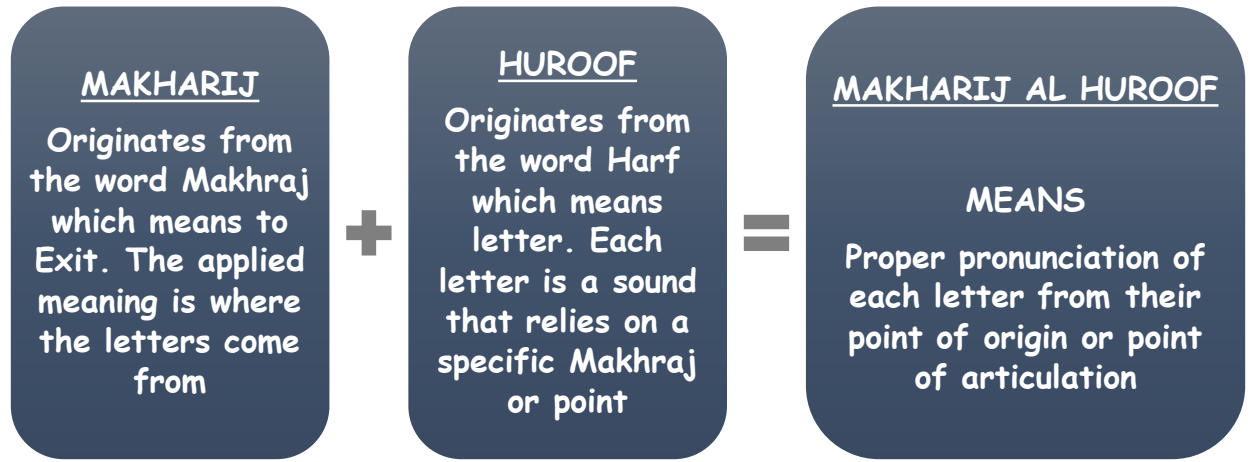 MAKHARIJ
Originates from
the word Makhraj
which means to
Exit. The applied
meaning is where
the letters come
from
+
HUROOF
Originates from
the word Harf
which means
letter. Each
letter is a sound
that relies on a
specific Makhraj
or point
=
MAKHARIJ AL HUROOF
MEANS
Proper pronunciation of
each letter from their
point of origin or point
of articulation